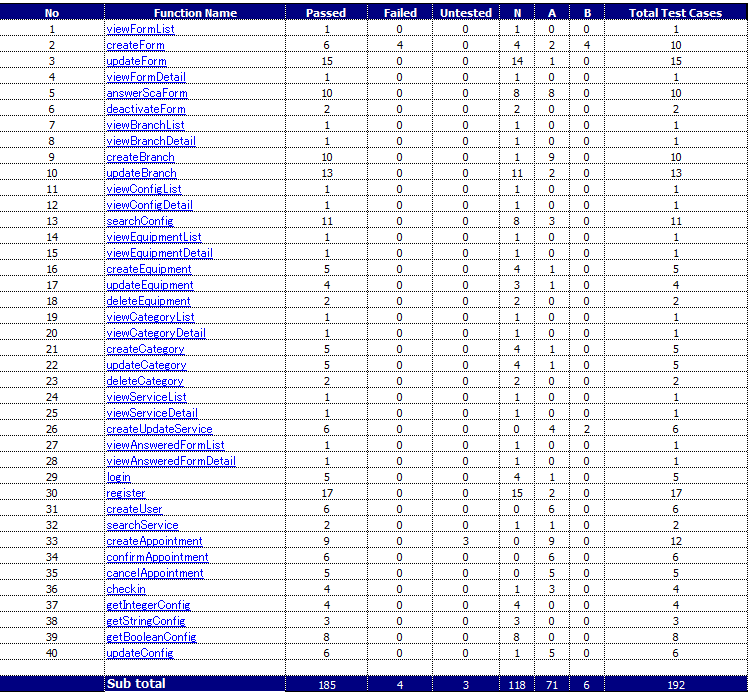 No Function Name Passed Failed Untested N A B Total Test Cases
1 viewFormList 1 0 0 1 0 0 1
2 createForm 6 4 0 4 2 4 10
3 updateForm 15 0 0 14 1 0 15
4 viewFormDetail 1 0 0 1 0 0 1
5 answerScaForm 10 0 0 8 8 0 10
6 deactivateForm 2 0 0 2 0 0 2
7 viewBranchList 1 0 0 1 0 0 1
8 viewBranchDetail 1 0 0 1 0 0 1
9 createBranch 10 0 0 1 9 0 10
10 updateBranch 13 0 0 11 2 0 13
11 viewConfigList 1 0 0 1 0 0 1
12 viewConfigDetail 1 0 0 1 0 0 1
13 searchConfig 11 0 0 8 3 0 11
14 viewEquipmentList 1 0 0 1 0 0 1
15 viewEquipmentDetail 1 0 0 1 0 0 1
16 createEquipment 5 0 0 4 1 0 5
17 updateEquipment 4 0 0 3 1 0 4
18 deleteEquipment 2 0 0 2 0 0 2
19 viewCategoryList 1 0 0 1 0 0 1
20 viewCategoryDetail 1 0 0 1 0 0 1
21 createCategory 5 0 0 4 1 0 5
22 updateCategory 5 0 0 4 1 0 5
23 deleteCategory 2 0 0 2 0 0 2
24 viewServiceList 1 0 0 1 0 0 1
25 viewServiceDetail 1 0 0 1 0 0 1
26 createUpdateService 6 0 0 0 4 2 6
27 viewAnsweredFormList 1 0 0 1 0 0 1
28 viewAnsweredFormDetail 1 0 0 1 0 0 1
29 login 5 0 0 4 1 0 5
30 register 17 0 0 15 2 0 17
31 createUser 6 0 0 0 6 0 6
32 searchService 2 0 0 1 1 0 2
33 createAppointment 9 0 3 0 9 0 12
34 confirmAppointment 6 0 0 0 6 0 6
35 cancelAppointment 5 0 0 0 5 0 5
36 checkin 4 0 0 1 3 0 4
37 getIntegerConfig 4 0 0 4 0 0 4
38 getStringConfig 3 0 0 3 0 0 3
39 getBooleanConfig 8 0 0 8 0 0 8
40 updateConfig 6 0 0 1 5 0 6
Sub total 185 4 3 118 71 6 192